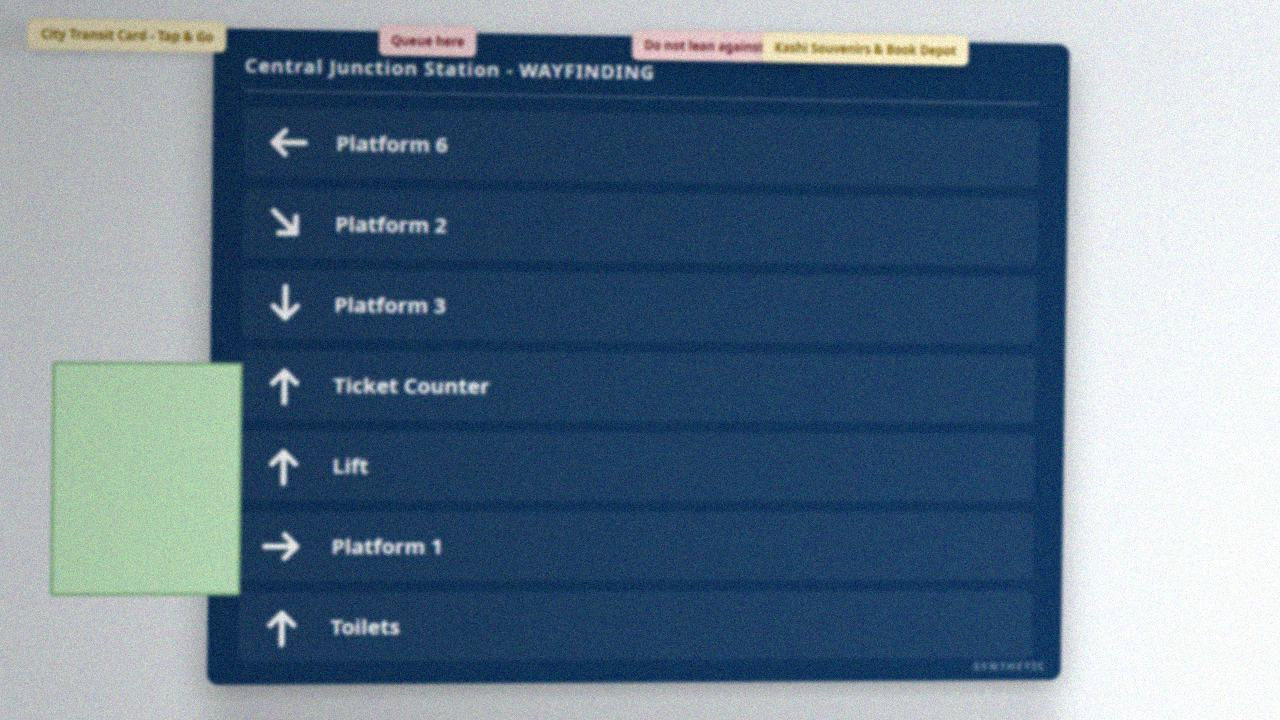 City Transit Card - Tap & Go
Queue here
Do not lean against
Kashi Souvenirs & Book Depot
Central Junction Station - WAYFINDING
← Platform 6
↘ Platform 2
↓ Platform 3
↑ Ticket Counter
↑ Lift
→ Platform 1
↑ Toilets
SYNTHETIC